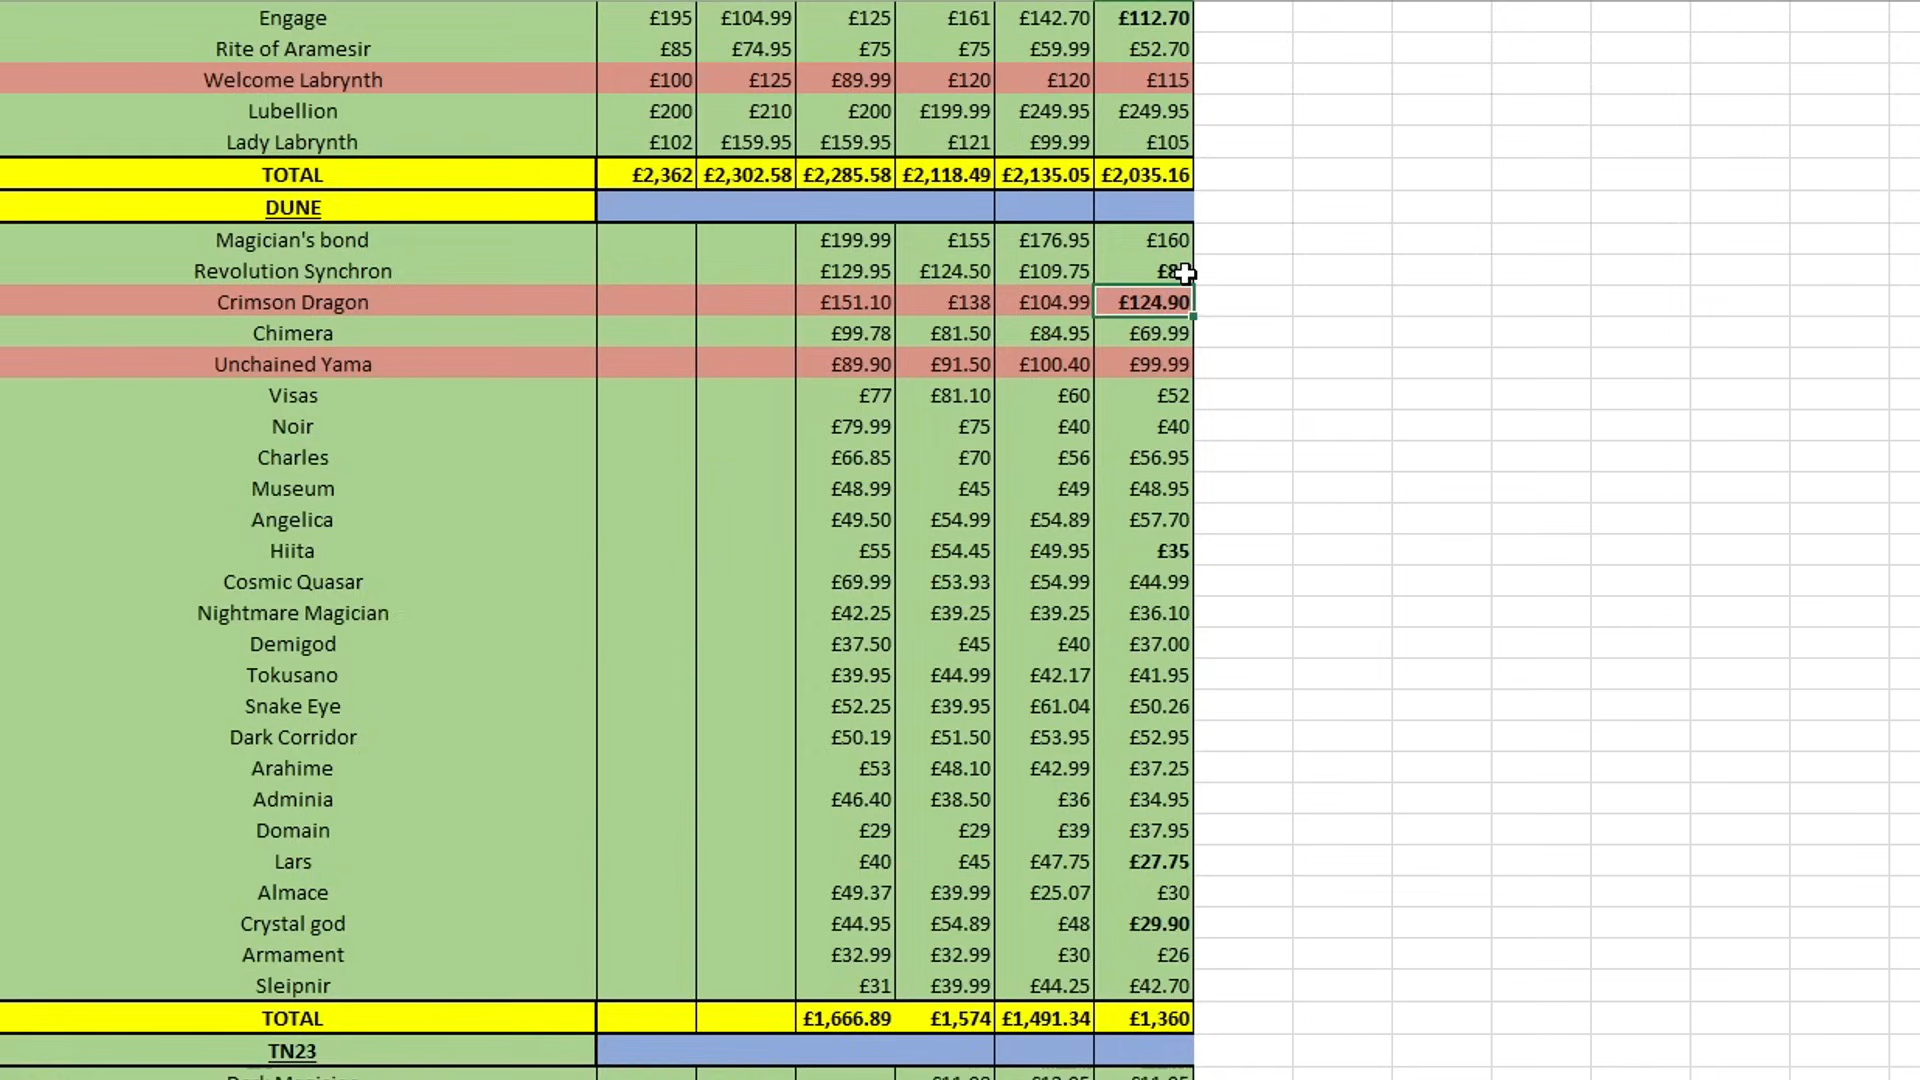 Engage £195 £104.99 £125 £161 £142.70 £112.70
Rite of Aramesir £85 £74.95 £75 £75 £59.99 £52.70
Welcome Labrynth £100 £125 £89.99 £120 £120 £115
Lubellion £200 £210 £200 £199.99 £249.95 £249.95
Lady Labrynth £102 £159.95 £159.95 £121 £99.99 £105
TOTAL £2,362 £2,302.58 £2,285.58 £2,118.49 £2,135.05 £2,035.16
DUNE
Magician's bond £199.99 £155 £176.95 £160
Revolution Synchron £129.95 £124.50 £109.75
Crimson Dragon £151.10 £138 £104.99 £124.90
Chimera £99.78 £81.50 £84.95 £69.99
Unchained Yama £89.90 £91.50 £100.40 £99.99
Visas £77 £81.10 £60 £52
Noir £79.99 £75 £40 £40
Charles £66.85 £70 £56 £56.95
Museum £48.99 £45 £49 £48.95
Angelica £49.50 £54.99 £54.89 £57.70
Hiita £55 £54.45 £49.95 £35
Cosmic Quasar £69.99 £53.93 £54.99 £44.99
Nightmare Magician £42.25 £39.25 £39.25 £36.10
Demigod £37.50 £45 £40 £37.00
Tokusano £39.95 £44.99 £42.17 £41.95
Snake Eye £52.25 £39.95 £61.04 £50.26
Dark Corridor £50.19 £51.50 £53.95 £52.95
Arahime £53 £48.10 £42.99 £37.25
Adminia £46.40 £38.50 £36 £34.95
Domain £29 £29 £39 £37.95
Lars £40 £45 £47.75 £27.75
Almace £49.37 £39.99 £25.07 £30
Crystal god £44.95 £54.89 £48 £29.90
Armament £32.99 £32.99 £30 £26
Sleipnir £31 £39.99 £44.25 £42.70
TOTAL £1,666.89 £1,574 £1,491.34 £1,360
TN23